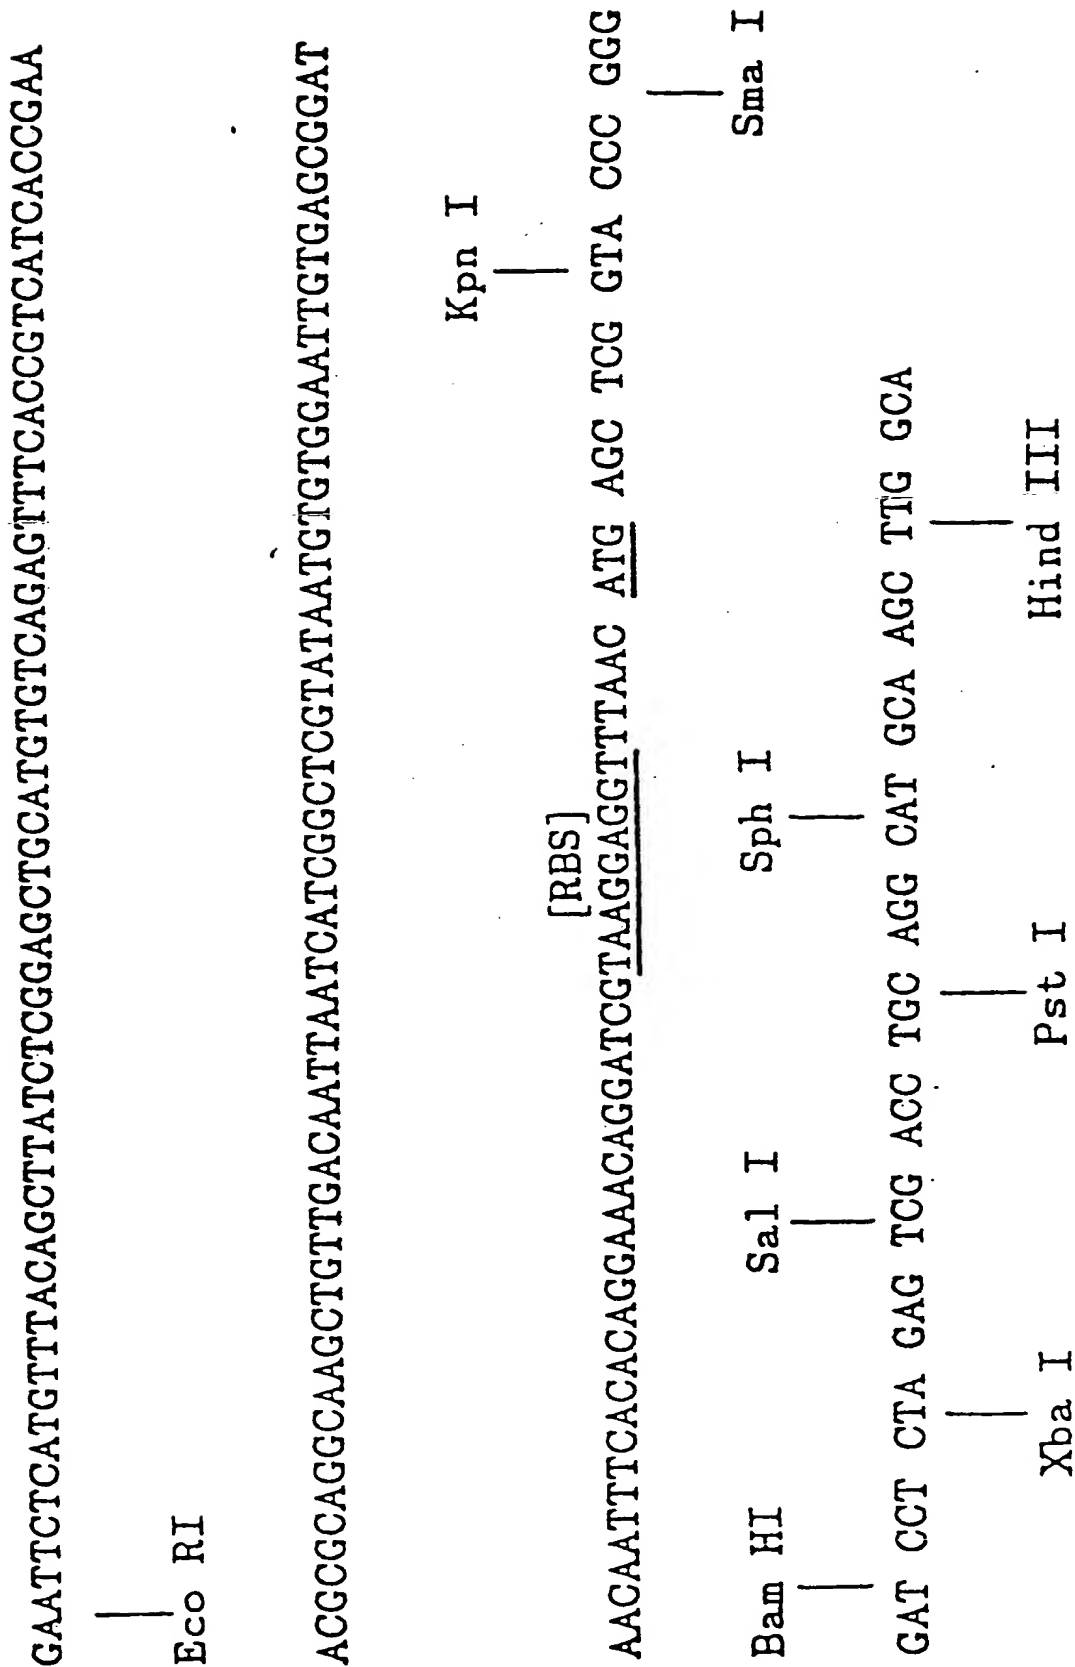 GAATTCTCATGTTTACAGCTTATCTCGGAGCTGCATGTGTCAGAGTTTCACCGTCATCACCGAA
Eco RI
ACGCGCAGGCAAGCTGTTGACAATTAATCATCGGCTCGTATAATGTGTGGAATTGTGAGCGGAT
Kpn I
[RBS]
AACAATTTCACACAGGAAACAGGATCGTAAGGAGGTTTAAC ATG AGC TCG GTA CCC GGG
Sma I
Bam HI Sal I Sph I
GAT CCT CTA GAG TCG ACC TGC AGG CAT GCA AGC TTG GCA
Xba I Pst I Hind III